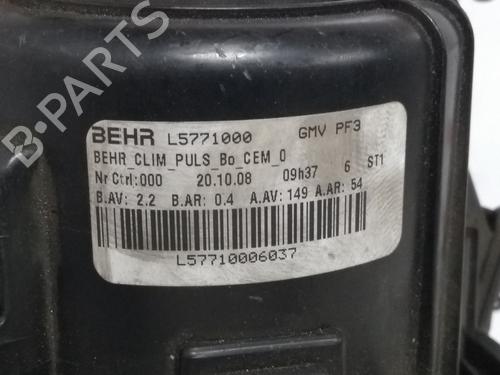 B-PARTS
BEHR L5771000 GMV PF3
BEHR_CLIM_PULS_Bo_CEM_0
Nr Ctrl:000 20.10.08 09h37 6 ST1
B.AV: 2.2 B.AR: 0.4 A.AV: 149 A.AR: 54
L57710006037